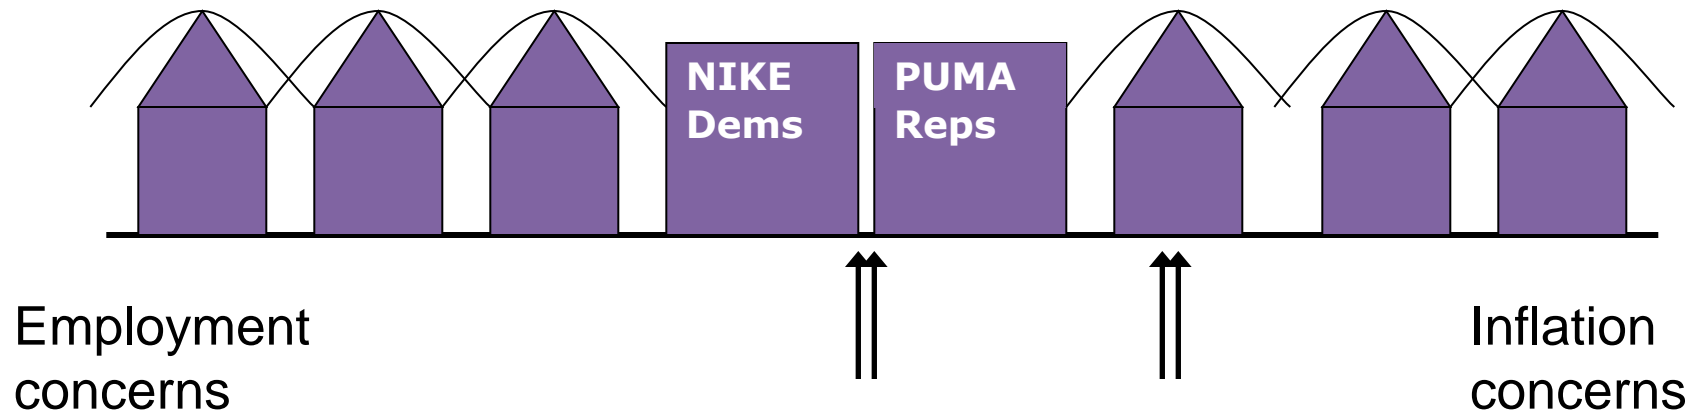 NIKE
Dems
PUMA
Reps
Employment
concerns
Inflation
concerns